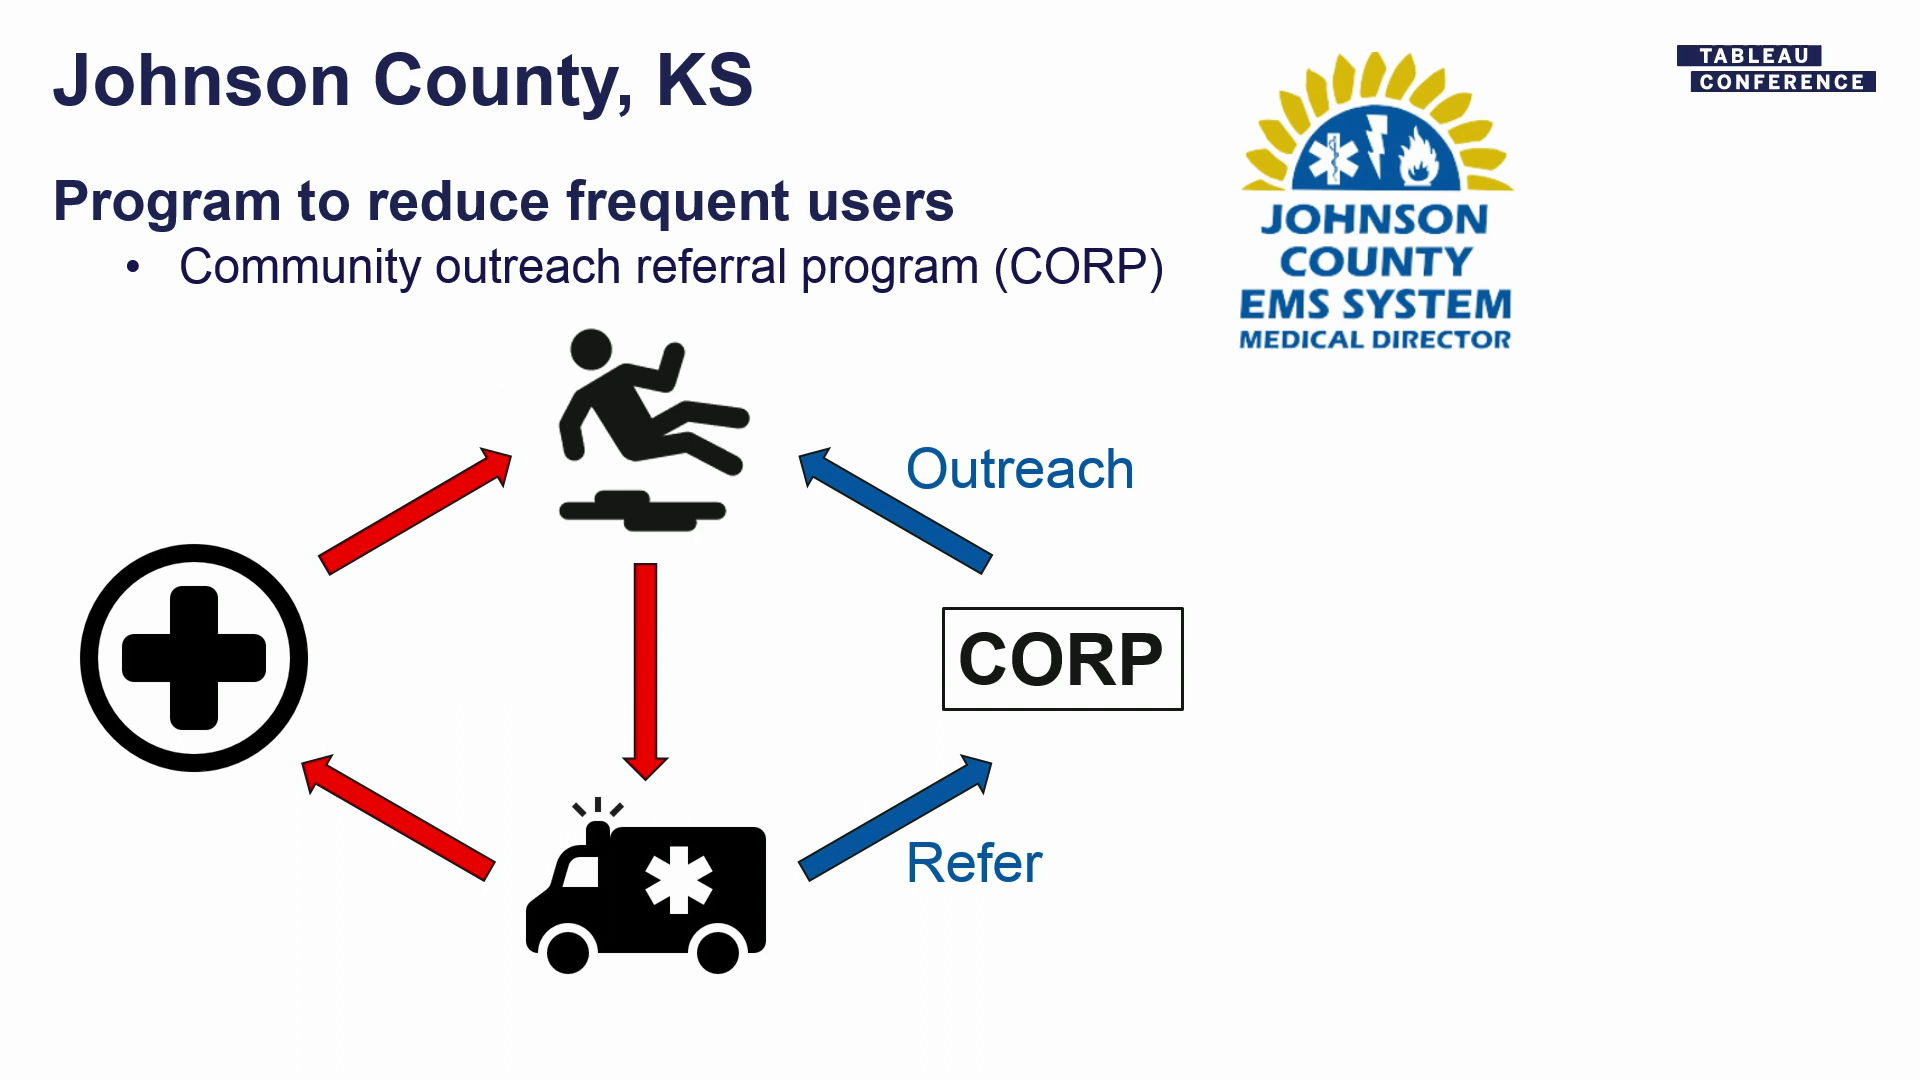 Johnson County, KS
TABLEAU
CONFERENCE
Program to reduce frequent users
• Community outreach referral program (CORP)
JOHNSON
COUNTY
EMS SYSTEM
MEDICAL DIRECTOR
Outreach
CORP
Refer